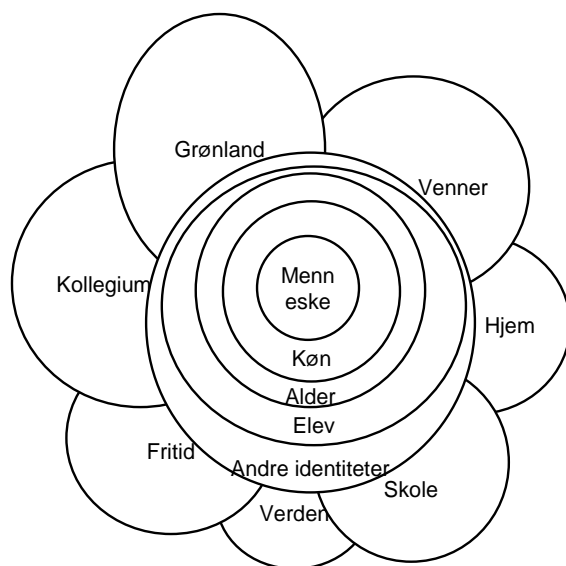 Grønland
Venner
Kollegium
Menn
eske
Hjem
Køn
Alder
Elev
Fritid
Andre identiteter
Skole
Verden